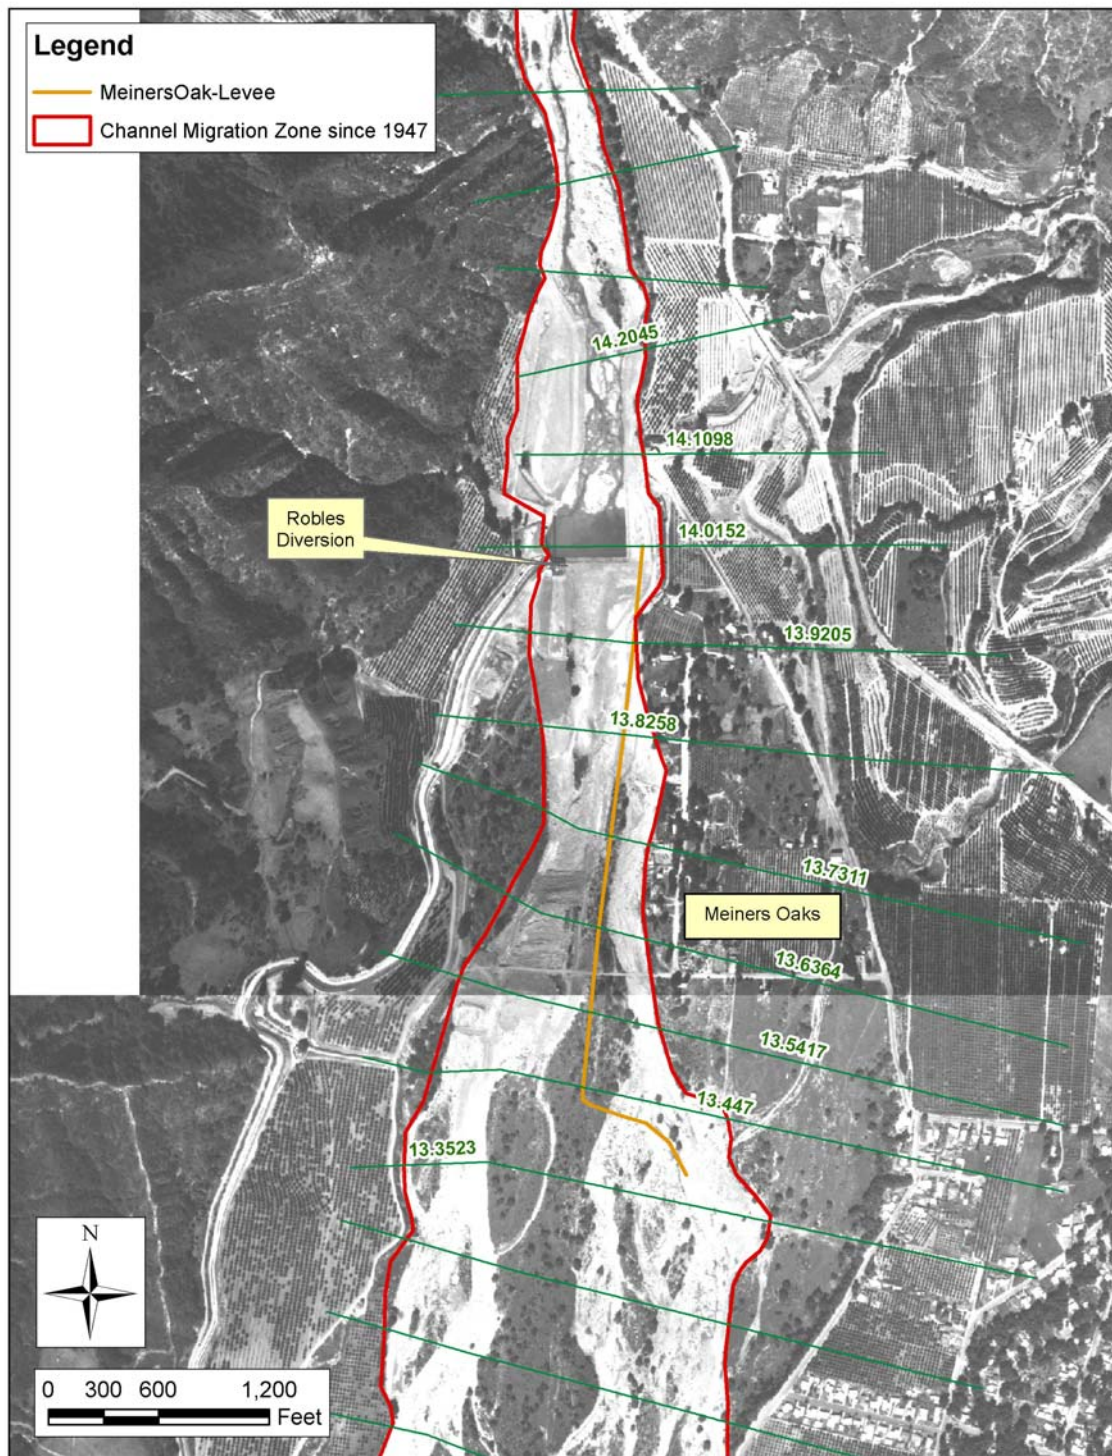 Legend
MeinersOak-Levee
Channel Migration Zone since 1947
14.2045
14.1098
Robles
Diversion
14.0152
13.9205
13.8258
13.7311
Meiners Oaks
13.6364
13.5417
13.447
13.3523
N
0 300 600 1,200
Feet